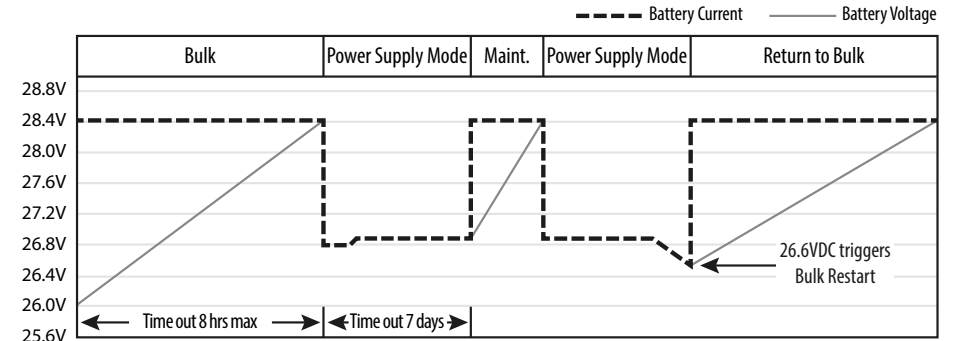 Battery Current Battery Voltage
Bulk Power Supply Mode Maint. Power Supply Mode Return to Bulk
28.8V
28.4V
28.0V
27.6V
27.2V
26.8V
26.4V
26.0V
25.6V
26.6VDC triggers
Bulk Restart
Time out 8 hrs max Time out 7 days